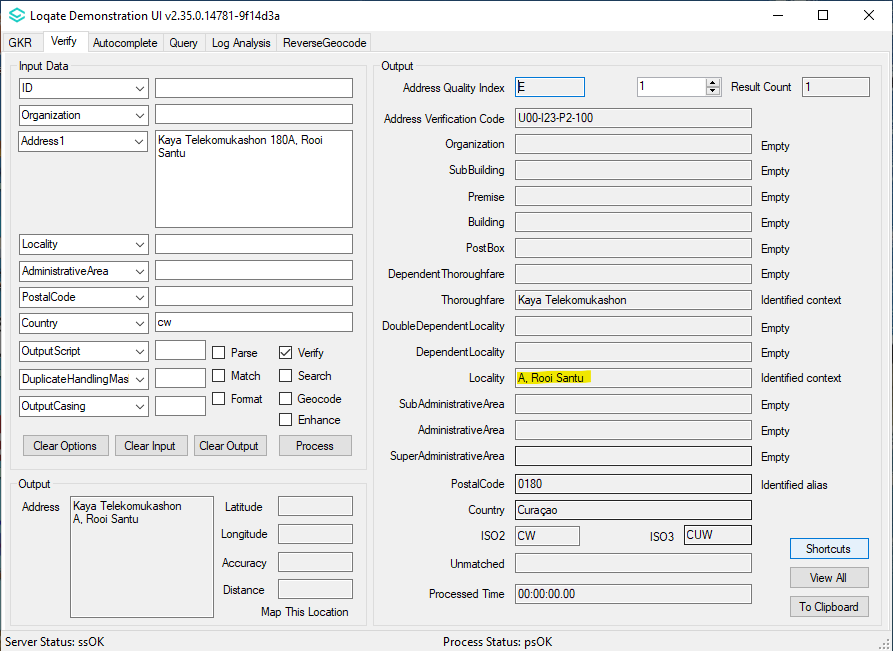 Loqate Demonstration UI v2.35.0.14781-9f14d3a
GKR Verify Autocomplete Query Log Analysis ReverseGeocode
Input Data
ID
Organization
Address1
Kaya Telekomukashon 180A, Rooi
Santu
Locality
AdministrativeArea
PostalCode
Country cw
OutputScript
Parse Verify
DuplicateHandlingMas
Match Search
OutputCasing
Format Geocode
Enhance
Clear Options Clear Input Clear Output Process
Output
Address
Kaya Telekomukashon
A, Rooi Santu
Latitude
Longitude
Accuracy
Distance
Map This Location
Output
Address Quality Index E 1 Result Count 1
Address Verification Code U00-I23-P2-100
Organization Empty
SubBuilding Empty
Premise Empty
Building Empty
PostBox Empty
DependentThoroughfare Empty
Thoroughfare Kaya Telekomukashon Identified context
DoubleDependentLocality Empty
DependentLocality Empty
Locality A, Rooi Santu Identified context
SubAdministrativeArea Empty
AdministrativeArea Empty
SuperAdministrativeArea Empty
PostalCode 0180 Identified alias
Country Curaçao
ISO2 CW ISO3 CUW
Unmatched
Processed Time 00:00:00.00
Shortcuts
View All
To Clipboard
Server Status: ssOK Process Status: psOK